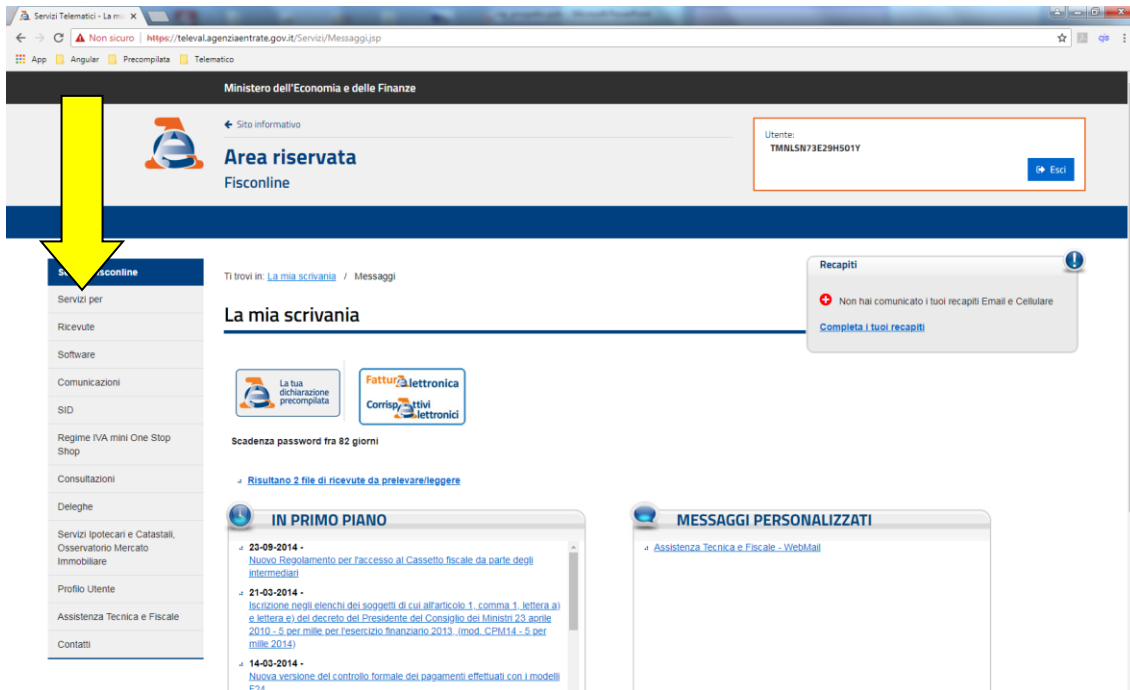 Servizi Telematici - La mi
Non sicuro | https://televal.agenziaentrate.gov.it/Servizi/Messaggi.jsp
App Angular Precompilata Telematico
Ministero dell'Economia e delle Finanze
Sito informativo
Area riservata
Fisconline
Utente:
TMNLSN73E29H501Y
Esci
isconline
Servizi per
Ricevute
Software
Comunicazioni
SID
Regime IVA mini One Stop
Shop
Consultazioni
Deleghe
Servizi Ipotecari e Catastali,
Osservatorio Mercato
Immobiliare
Profilo Utente
Assistenza Tecnica e Fiscale
Contatti
Ti trovi in: La mia scrivania / Messaggi
La mia scrivania
Recapiti
Non hai comunicato i tuoi recapiti Email e Cellulare
Completa i tuoi recapiti
La tua
dichiarazione
precompilata
Fattur lettronica
Corrisp ttivi
lettronici
Scadenza password fra 82 giorni
Risultano 2 file di ricevute da prelevare/leggere
IN PRIMO PIANO
23-09-2014 -
Nuovo Regolamento per l'accesso al Cassetto fiscale da parte degli
intermediari
21-03-2014 -
Iscrizione negli elenchi dei soggetti di cui all'articolo 1, comma 1, lettera a)
e lettera e) del decreto del Presidente del Consiglio dei Ministri 23 aprile
2010 - 5 per mille per l'esercizio finanziario 2013, (mod. CPM14 - 5 per
mille 2014)
14-03-2014 -
Nuova versione del controllo formale dei pagamenti effettuati con i modelli
F24
MESSAGGI PERSONALIZZATI
Assistenza Tecnica e Fiscale - WebMail